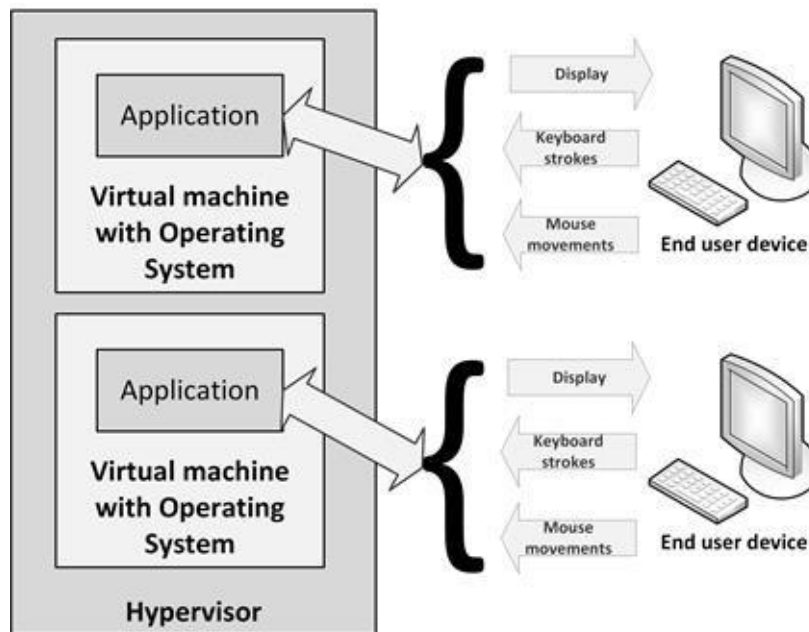 Application
Virtual machine
with Operating
System
Display
Keyboard
strokes
Mouse
movements
End user device
Application
Virtual machine
with Operating
System
Display
Keyboard
strokes
Mouse
movements
End user device
Hypervisor